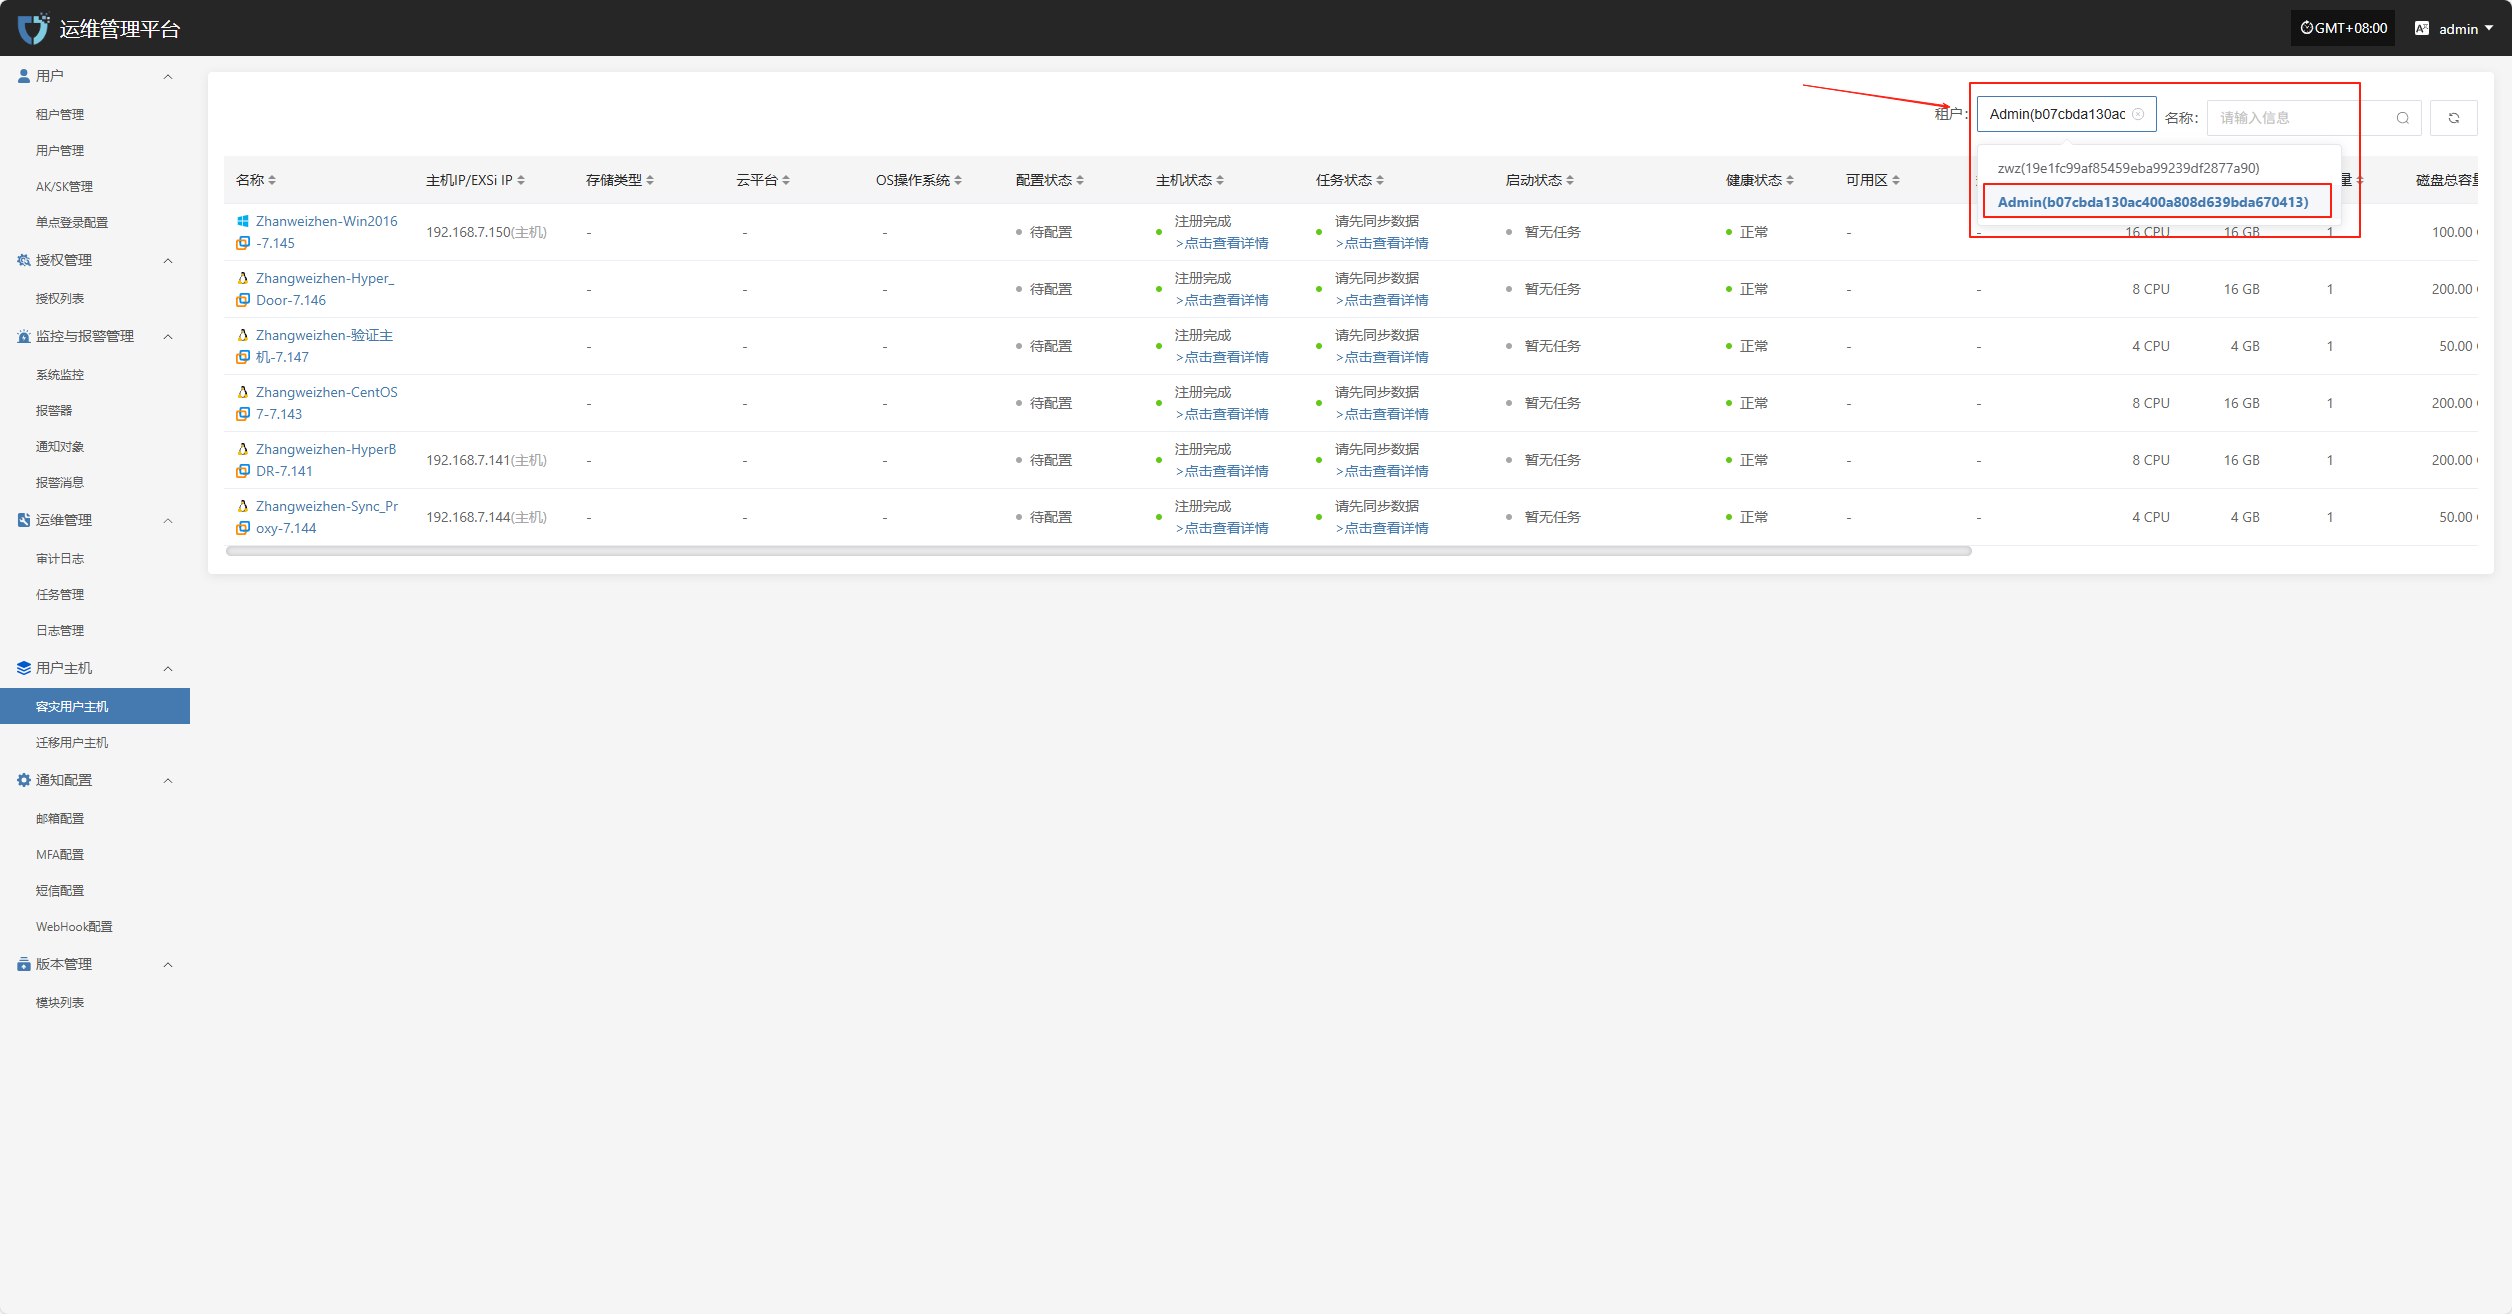 运维管理平台
GMT+08:00
admin
用户
租户管理
用户管理
AK/SK管理
单点登录配置
授权管理
授权列表
监控与报警管理
系统监控
报警器
通知对象
报警消息
运维管理
审计日志
任务管理
日志管理
用户主机
容灾用户主机
迁移用户主机
通知配置
邮箱配置
MFA配置
短信配置
WebHook配置
版本管理
模块列表
租户: Admin(b07cbda130ac 名称: 请输入信息
zwz(19e1fc99af85459eba99239df2877a90)
Admin(b07cbda130ac400a808d639bda670413)
名称 主机IP/EXSi IP 存储类型 云平台 OS操作系统 配置状态 主机状态 任务状态 启动状态 健康状态 可用区 量 磁盘总容量
Zhanweizhen-Win2016
-7.145
192.168.7.150(主机) - - - 待配置
注册完成
>点击查看详情
请先同步数据
>点击查看详情
暂无任务 正常 - - 16 CPU 16 GB 1 100.00
Zhangweizhen-Hyper_
Door-7.146
- - - 待配置
注册完成
>点击查看详情
请先同步数据
>点击查看详情
暂无任务 正常 - - 8 CPU 16 GB 1 200.00
Zhangweizhen-验证主
机-7.147
- - - 待配置
注册完成
>点击查看详情
请先同步数据
>点击查看详情
暂无任务 正常 - - 4 CPU 4 GB 1 50.00
Zhangweizhen-CentOS
7-7.143
- - - 待配置
注册完成
>点击查看详情
请先同步数据
>点击查看详情
暂无任务 正常 - - 8 CPU 16 GB 1 200.00
Zhangweizhen-HyperB
DR-7.141
192.168.7.141(主机) - - - 待配置
注册完成
>点击查看详情
请先同步数据
>点击查看详情
暂无任务 正常 - - 8 CPU 16 GB 1 200.00
Zhangweizhen-Sync_Pr
oxy-7.144
192.168.7.144(主机) - - - 待配置
注册完成
>点击查看详情
请先同步数据
>点击查看详情
暂无任务 正常 - - 4 CPU 4 GB 1 50.00